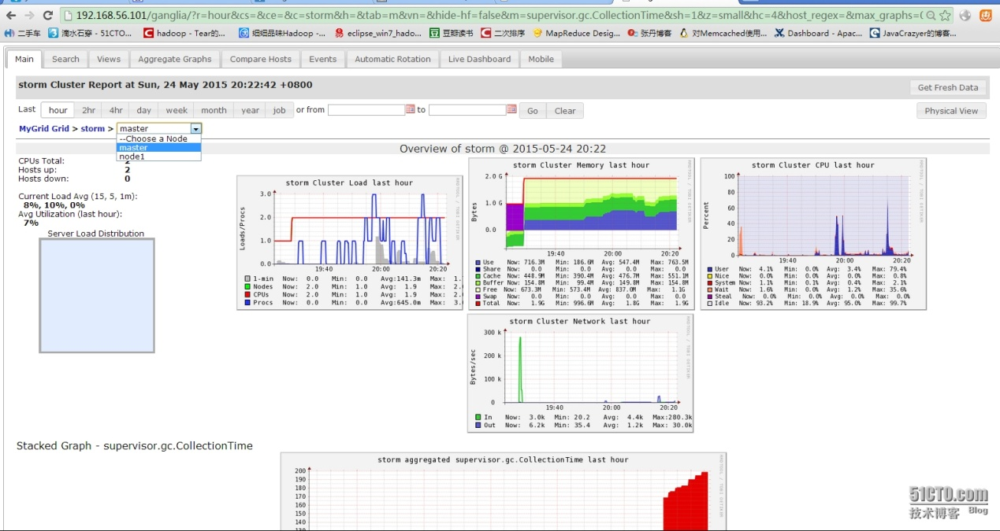 192.168.56.101/ganglia/?r=hour&cs=&ce=&c=storm&h=&tab=m&vn=&hide-hf=false&m=supervisor.gc.CollectionTime&sh=1&z=small&hc=4&host_regex=&max_graphs=
二手车 滴水石穿 - 51CTO... hadoop - Tear的... 细细品味Hadoop -... eclipse_win7_hado... 豆瓣读书 二次排序 MapReduce Desig... 张丹博客 对Memcached使用... Dashboard - Apac... JavaCrazyer的博客...
Main Search Views Aggregate Graphs Compare Hosts Events Automatic Rotation Live Dashboard Mobile
storm Cluster Report at Sun, 24 May 2015 20:22:42 +0800
Get Fresh Data
Last hour 2hr 4hr day week month year job or from to Go Clear
Physical View
MyGrid Grid > storm > master
--Choose a Node
master
node1
Overview of storm @ 2015-05-24 20:22
CPUs Total: 2
Hosts up: 2
Hosts down: 0
Current Load Avg (15, 5, 1m):
8%, 10%, 0%
Avg Utilization (last hour):
7%
Server Load Distribution
storm Cluster Load last hour
Loads/Procs
3.0
2.0
1.0
0.0
19:40 20:00 20:20
1-min Now: 0.0 Min: 0.0 Avg:141.3m Max: 1.
Nodes Now: 2.0 Min: 1.0 Avg: 1.9 Max: 2.
CPUs Now: 2.0 Min: 1.0 Avg: 1.9 Max: 2.
Procs Now: 0.0 Min: 0.0 Avg:645.0m Max: 3.
storm Cluster Memory last hour
Bytes
2.0 G
1.0 G
0.0
19:40 20:00 20:20
Use Now: 716.3M Min: 186.6M Avg: 547.4M Max: 763.5M
Share Now: 0.0 Min: 0.0 Avg: 0.0 Max: 0.0
Cache Now: 448.9M Min: 390.4M Avg: 476.7M Max: 551.1M
Buffer Now: 154.8M Min: 99.4M Avg: 149.8M Max: 154.8M
Free Now: 673.3M Min: 573.4M Avg: 837.0M Max: 1.1G
Swap Now: 0.0 Min: 0.0 Avg: 0.0 Max: 0.0
Total Now: 1.9G Min: 996.6M Avg: 1.8G Max: 1.9G
storm Cluster CPU last hour
Percent
100
80
60
40
20
0
19:40 20:00 20:20
User Now: 4.1% Min: 0.0% Avg: 3.4% Max: 79.4%
Nice Now: 0.0% Min: 0.0% Avg: 0.0% Max: 0.8%
System Now: 1.1% Min: 0.1% Avg: 0.4% Max: 2.1%
Wait Now: 1.6% Min: 0.0% Avg: 1.2% Max: 35.6%
Steal Now: 0.0% Min: 0.0% Avg: 0.0% Max: 0.0%
Idle Now: 93.2% Min: 18.9% Avg: 95.0% Max: 99.7%
storm Cluster Network last hour
Bytes/sec
300 k
200 k
100 k
0
19:40 20:00 20:20
In Now: 3.0k Min: 20.2 Avg: 4.4k Max:280.3k
Out Now: 6.2k Min: 35.4 Avg: 1.2k Max: 30.0k
Stacked Graph - supervisor.gc.CollectionTime
storm aggregated supervisor.gc.CollectionTime last hour
200
190
180
170
160
150
140
130
51CTO.com
技术博客 Blog